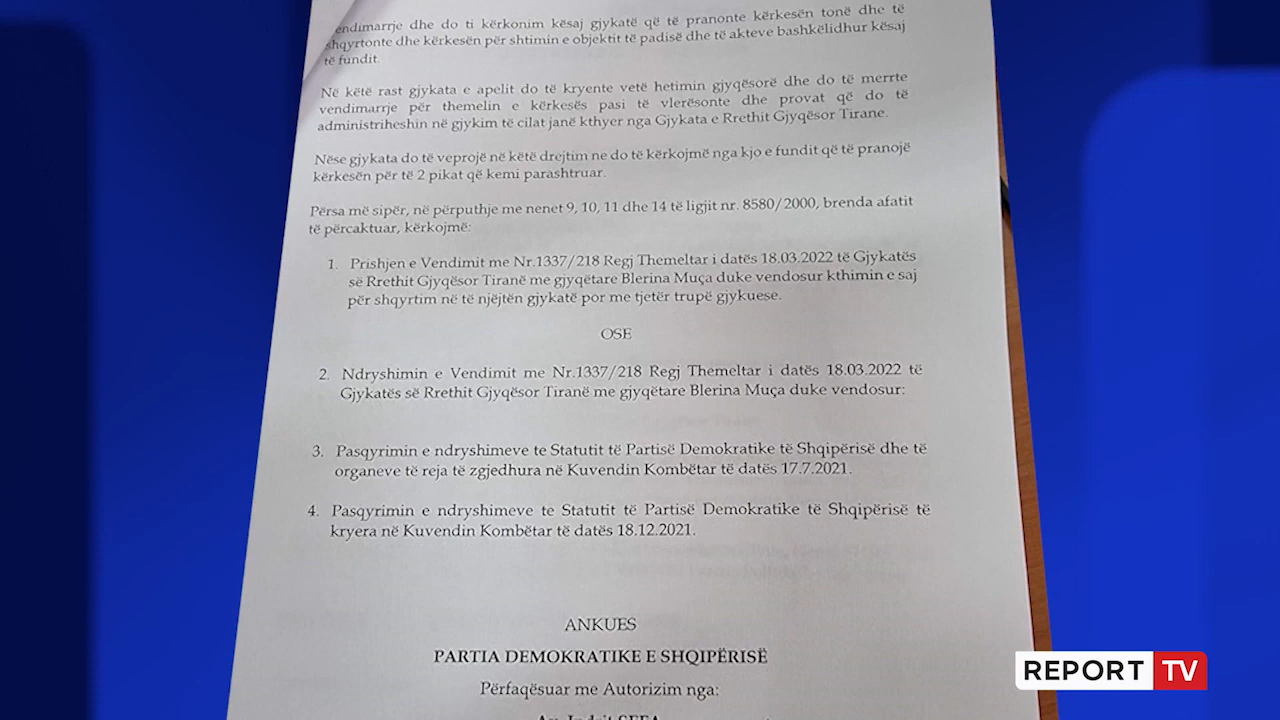 vendimarrje dhe do ti kërkonim kësaj gjykatë që të pranonte kërkesën tonë dhe të
shqyrtonte dhe kërkesën për shtimin e objektit të padisë dhe të akteve bashkëlidhur kësaj
të fundit.
Në këtë rast gjykata e apelit do të kryente vetë hetimin gjyqësorë dhe do të merrte
vendimarrje për themelin e kërkesës pasi të vlerësonte dhe provat që do të
administriheshin në gjykim të cilat janë kthyer nga Gjykata e Rrethit Gjyqësor Tirane.
Nëse gjykata do të veprojë në këtë drejtim ne do të kërkojmë nga kjo e fundit që të pranojë
kërkesën për të 2 pikat që kemi parashtruar.
Përsa më sipër, në përputhje me nenet 9, 10, 11 dhe 14 të ligjit nr. 8580/2000, brenda afatit
të përcaktuar, kërkojmë:
1. Prishjen e Vendimit me Nr.1337/218 Regj Themeltar i datës 18.03.2022 të Gjykatës
së Rrethit Gjyqësor Tiranë me gjyqëtare Blerina Muça duke vendosur kthimin e saj
për shqyrtim në të njëjtën gjykatë por me tjetër trupë gjykuese.
OSE
2. Ndryshimin e Vendimit me Nr.1337/218 Regj Themeltar i datës 18.03.2022 të
Gjykatës së Rrethit Gjyqësor Tiranë me gjyqëtare Blerina Muça duke vendosur:
3. Pasqyrimin e ndryshimeve te Statutit të Partisë Demokratike të Shqipërisë dhe të
organeve të reja të zgjedhura në Kuvendin Kombëtar të datës 17.7.2021.
4. Pasqyrimin e ndryshimeve te Statutit të Partisë Demokratike të Shqipërisë të
kryera në Kuvendin Kombëtar të datës 18.12.2021.
ANKUES
PARTIA DEMOKRATIKE E SHQIPËRISË
Përfaqësuar me Autorizim nga:
REPORT TV